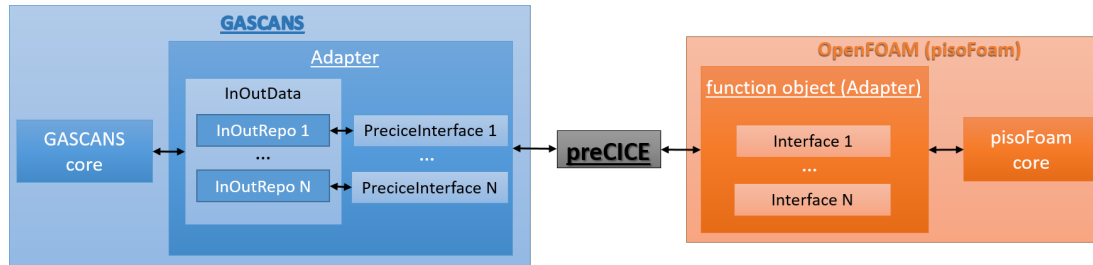 GASCANS
Adapter
InOutData
GASCANS
core
InOutRepo 1
PreciceInterface 1
...
...
InOutRepo N
PreciceInterface N
preCICE
OpenFOAM (pisoFoam)
function object (Adapter)
Interface 1
...
Interface N
pisoFoam
core